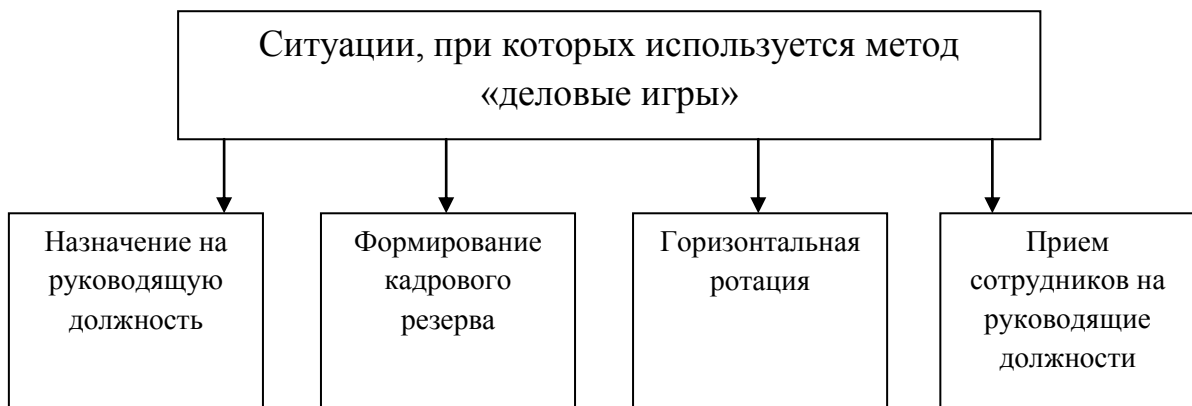 Ситуации, при которых используется метод
«деловые игры»
Назначение на
руководящую
должность
Формирование
кадрового
резерва
Горизонтальная
ротация
Прием
сотрудников на
руководящие
должности